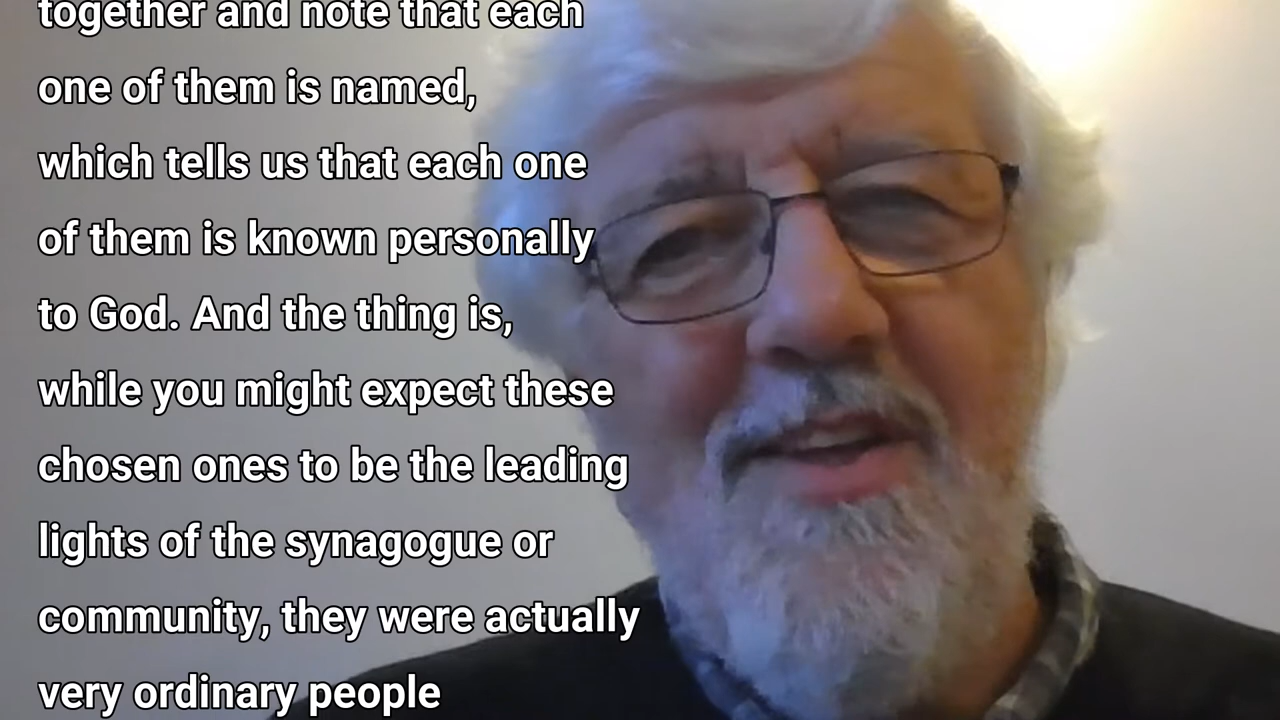 together and note that each
one of them is named,
which tells us that each one
of them is known personally
to God. And the thing is,
while you might expect these
chosen ones to be the leading
lights of the synagogue or
community, they were actually
very ordinary people